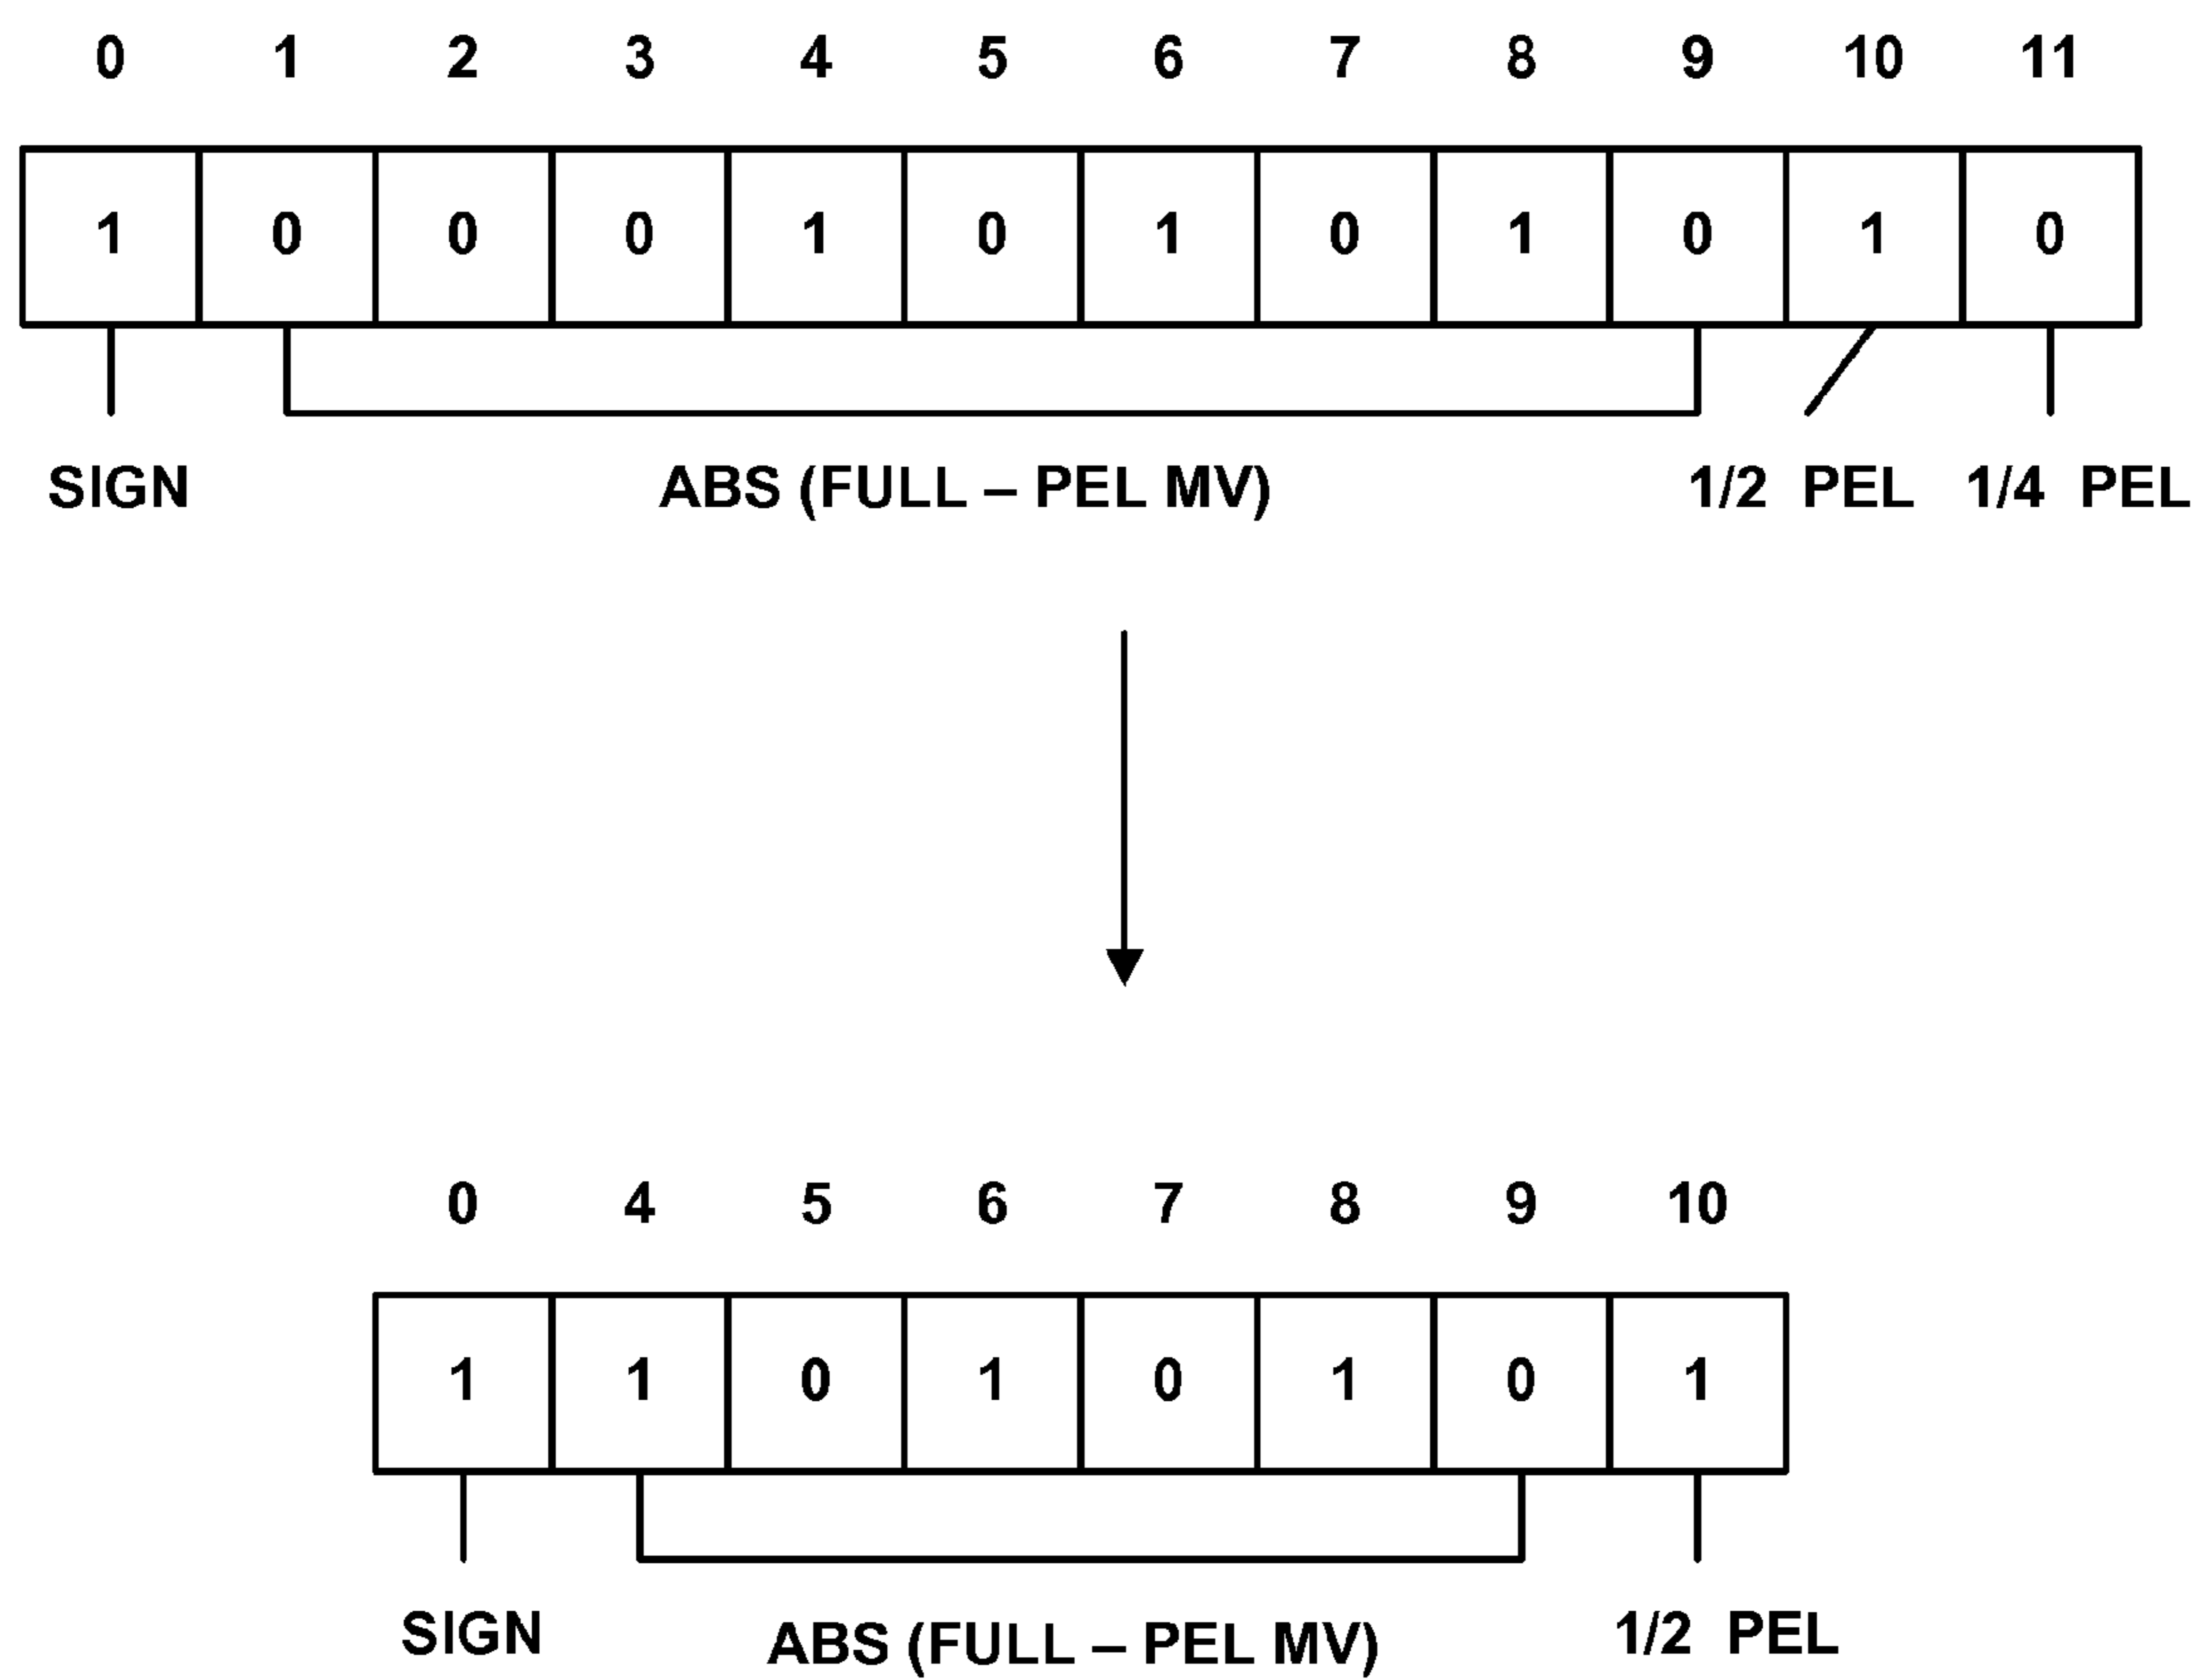 0 1 2 3 4 5 6 7 8 9 10 11
1 0 0 0 1 0 1 0 1 0 1 0
SIGN ABS (FULL – PEL MV) 1/2 PEL 1/4 PEL
0 4 5 6 7 8 9 10
1 1 0 1 0 1 0 1
SIGN ABS (FULL – PEL MV) 1/2 PEL